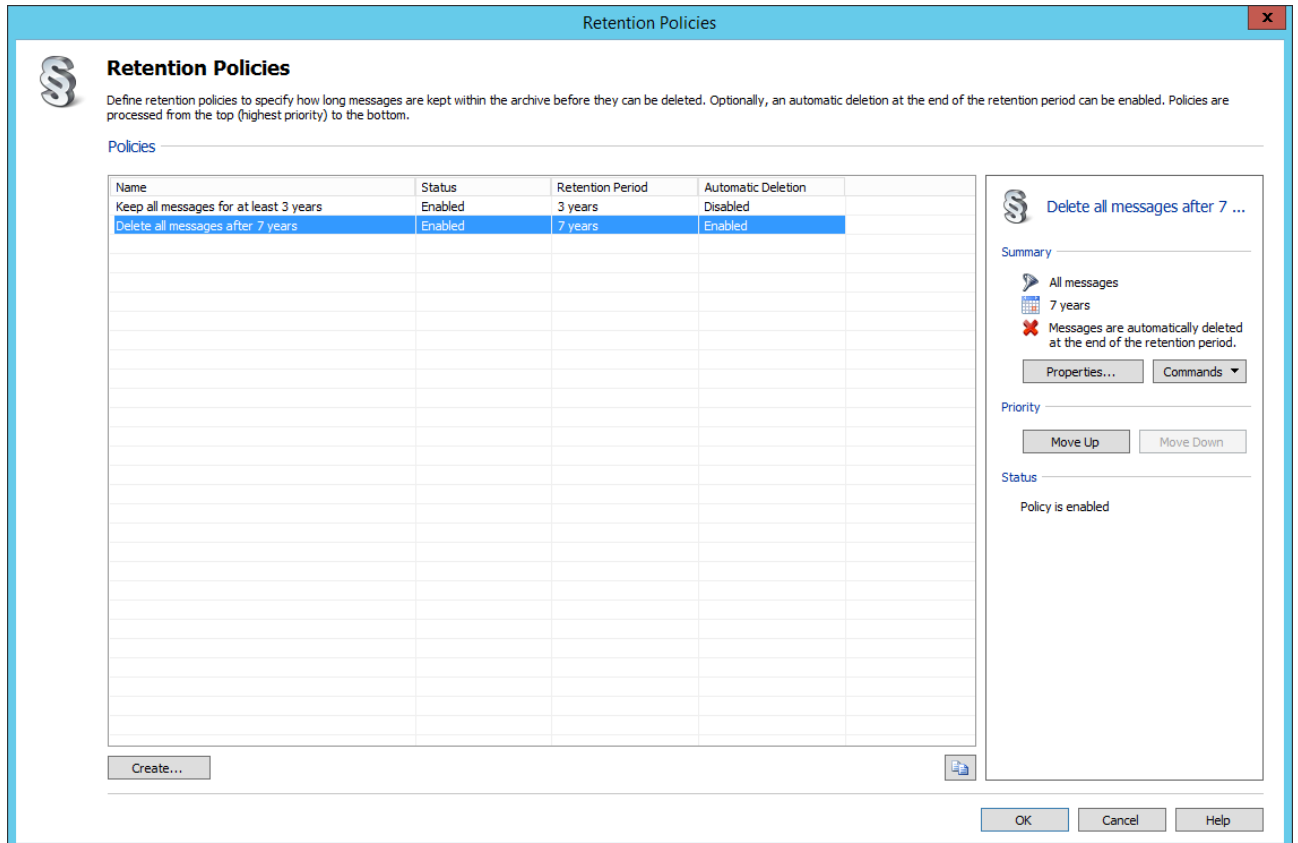 Retention Policies
x
Retention Policies
Define retention policies to specify how long messages are kept within the archive before they can be deleted. Optionally, an automatic deletion at the end of the retention period can be enabled. Policies are
processed from the top (highest priority) to the bottom.
Policies
Name Status Retention Period Automatic Deletion
Keep all messages for at least 3 years Enabled 3 years Disabled
Delete all messages after 7 years Enabled 7 years Enabled
Create...
Delete all messages after 7 ...
Summary
All messages
7 years
Messages are automatically deleted
at the end of the retention period.
Properties... Commands
Priority
Move Up Move Down
Status
Policy is enabled
OK Cancel Help